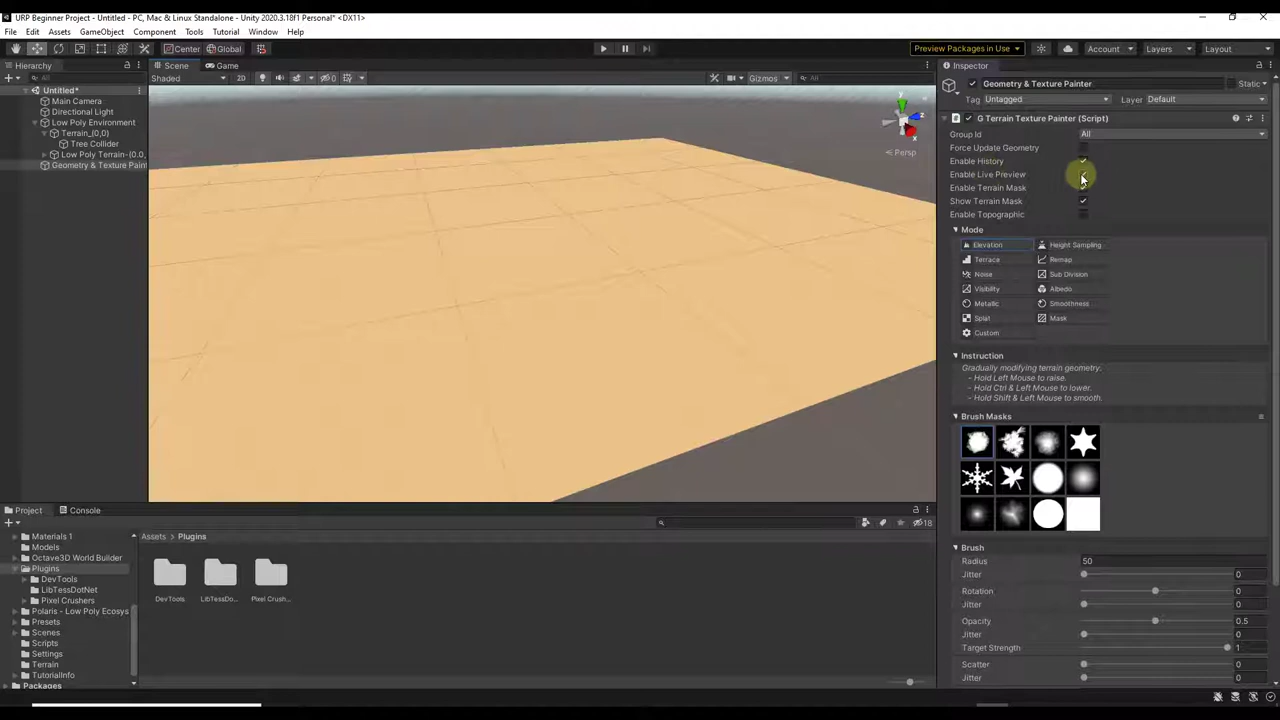 URP Beginner Project - Untitled - PC, Mac & Linux Standalone - Unity 2020.3.18f1 Personal* <DX11>
File Edit Assets GameObject Component Tools Tutorial Window Help
Center Global Preview Packages in Use Account Layers Layout
Hierarchy
All
Untitled*
Main Camera
Directional Light
Low Poly Environment
Terrain_(0,0)
Tree Collider
Low Poly Terrain-(0,0,
Geometry & Texture Paint
Scene Game
Shaded 2D 0 Gizmos All
y
z
x
Persp
Inspector
Geometry & Texture Painter Static
Tag Untagged Layer Default
G Terrain Texture Painter (Script)
Group Id All
Force Update Geometry
Enable History
Enable Live Preview
Enable Terrain Mask
Show Terrain Mask
Enable Topographic
Mode
Elevation Height Sampling
Terrace Remap
Noise Sub Division
Visibility Albedo
Metallic Smoothness
Splat Mask
Custom
Instruction
Gradually modifying terrain geometry.
- Hold Left Mouse to raise.
- Hold Ctrl & Left Mouse to lower.
- Hold Shift & Left Mouse to smooth.
Brush Masks
Brush
Radius 50
Jitter 0
Rotation 0
Jitter 0
Opacity 0.5
Jitter 0
Target Strength 1
Scatter 0
Jitter 0
Project Console
18
Materials 1
Models
Octave3D World Builder
Plugins
DevTools
LibTessDotNet
Pixel Crushers
Polaris - Low Poly Ecosys
Presets
Scenes
Scripts
Settings
Terrain
TutorialInfo
Packages
Assets > Plugins
DevTools LibTessDo... Pixel Crush...